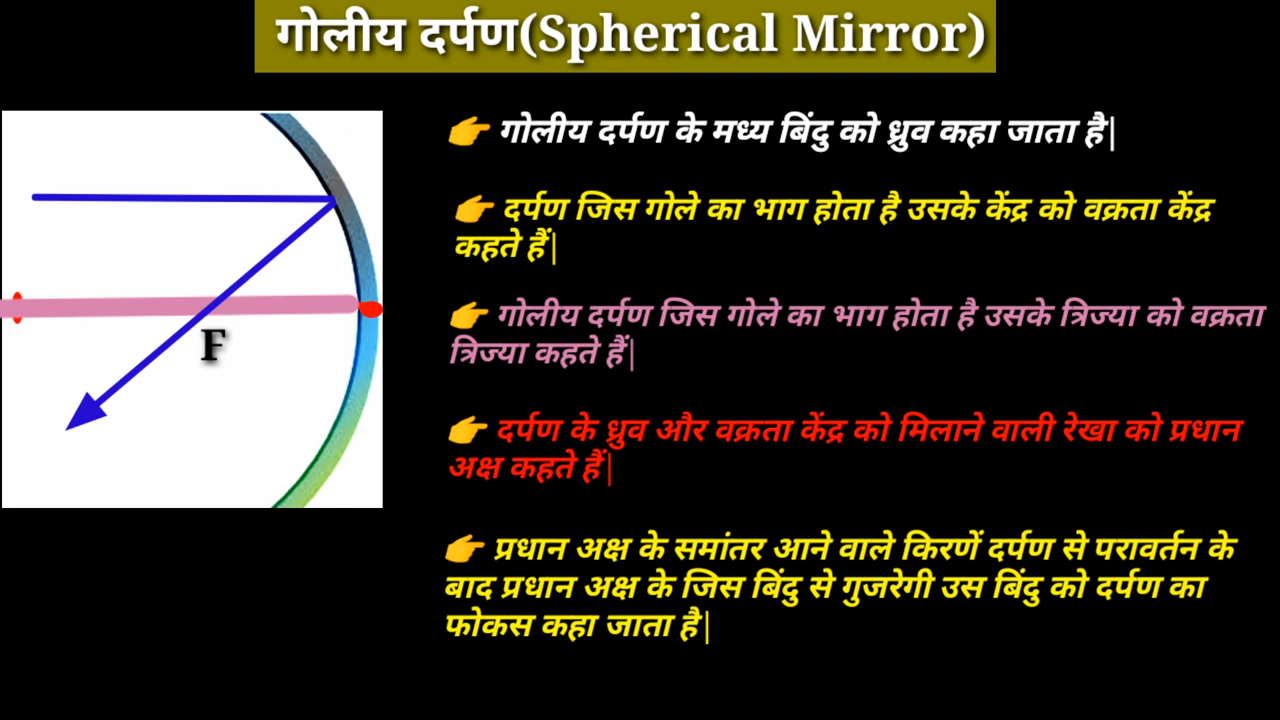 गोलीय दर्पण(Spherical Mirror)
👉 गोलीय दर्पण के मध्य बिंदु को ध्रुव कहा जाता है|
👉 दर्पण जिस गोले का भाग होता है उसके केंद्र को वक्रता केंद्र
कहते हैं|
👉 गोलीय दर्पण जिस गोले का भाग होता है उसके त्रिज्या को वक्रता
त्रिज्या कहते हैं|
👉 दर्पण के ध्रुव और वक्रता केंद्र को मिलाने वाली रेखा को प्रधान
अक्ष कहते हैं|
👉 प्रधान अक्ष के समांतर आने वाले किरणें दर्पण से परावर्तन के
बाद प्रधान अक्ष के जिस बिंदु से गुजरेगी उस बिंदु को दर्पण का
फोकस कहा जाता है|
F